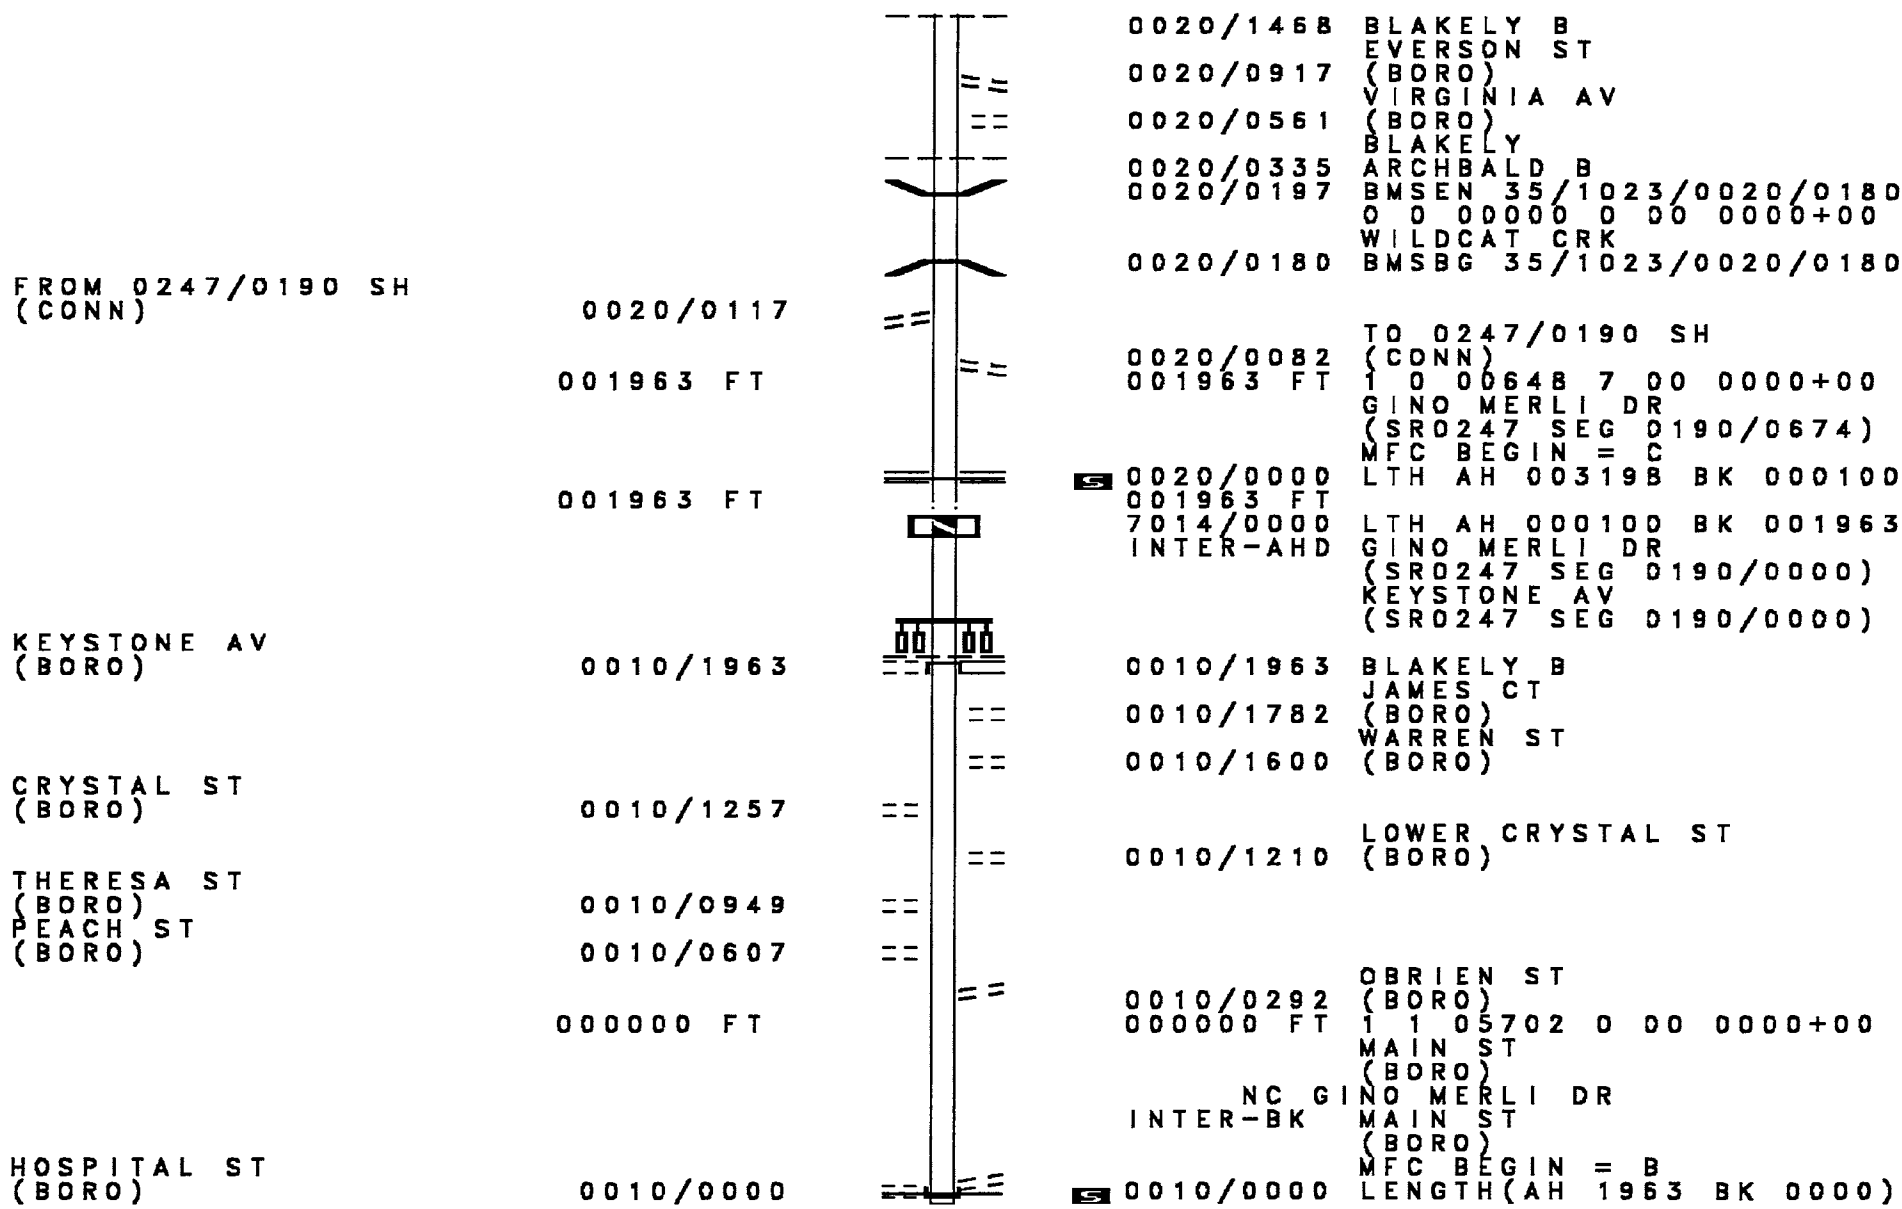 0020/1468 BLAKELY B
EVERSON ST
0020/0917 (BORO)
VIRGINIA AV
0020/0561 (BORO)
BLAKELY
0020/0335 ARCHBALD B
0020/0197 BMSEN 35/1023/0020/0180
0 0 00000 0 00 0000+00
WILDCAT CRK
0020/0180 BMSBG 35/1023/0020/0180
FROM 0247/0190 SH
(CONN) 0020/0117
TO 0247/0190 SH
0020/0082 (CONN)
001963 FT 001963 FT 1 0 00648 7 00 0000+00
GINO MERLI DR
(SR0247 SEG 0190/0674)
MFC BEGIN = C
S 0020/0000 LTH AH 003198 BK 000100
001963 FT 001963 FT
7014/0000 LTH AH 000100 BK 001963
INTER-AHD GINO MERLI DR
(SR0247 SEG 0190/0000)
KEYSTONE AV
(SR0247 SEG 0190/0000)
KEYSTONE AV
(BORO) 0010/1963 0010/1963 BLAKELY B
JAMES CT
0010/1782 (BORO)
WARREN ST
0010/1600 (BORO)
CRYSTAL ST
(BORO) 0010/1257
LOWER CRYSTAL ST
0010/1210 (BORO)
THERESA ST
(BORO) 0010/0949
PEACH ST
(BORO) 0010/0607
OBRIEN ST
0010/0292 (BORO)
000000 FT 000000 FT 1 1 05702 0 00 0000+00
MAIN ST
(BORO)
NC GINO MERLI DR
INTER-BK MAIN ST
(BORO)
HOSPITAL ST MFC BEGIN = B
(BORO) 0010/0000 S 0010/0000 LENGTH(AH 1963 BK 0000)